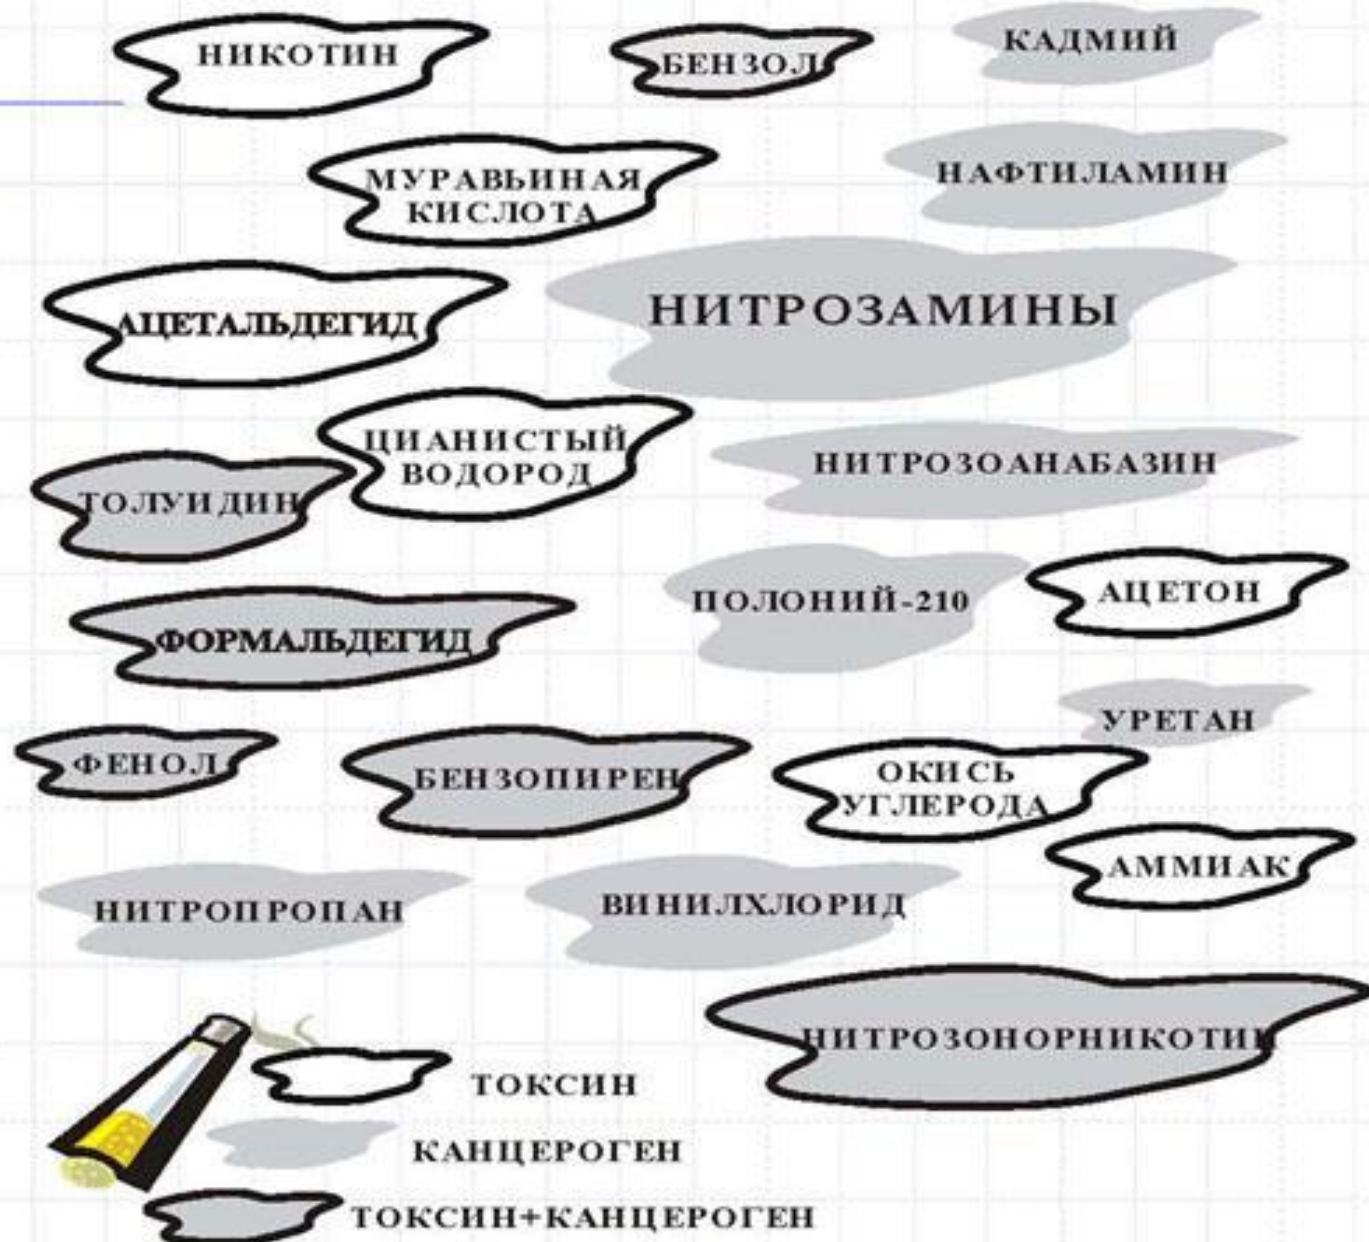 НИКОТИН
БЕНЗОЛ
КАДМИЙ
МУРАВЬИНАЯ
КИСЛОТА
НАФТИЛАМИН
АЦЕТАЛЬДЕГИД
НИТРОЗАМИНЫ
ЦИАНИСТЫЙ
ВОДОРОД
НИТРОЗОАНАБАЗИН
ТОЛУИДИН
ПОЛОНИЙ-210
АЦЕТОН
ФОРМАЛЬДЕГИД
УРЕТАН
ФЕНОЛ
БЕНЗОПИРЕН
ОКИСЬ
УГЛЕРОДА
АММИАК
НИТРОПРОПАН
ВИНИЛХЛОРИД
НИТРОЗОНОРНИКОТИН
ТОКСИН
КАНЦЕРОГЕН
ТОКСИН+КАНЦЕРОГЕН